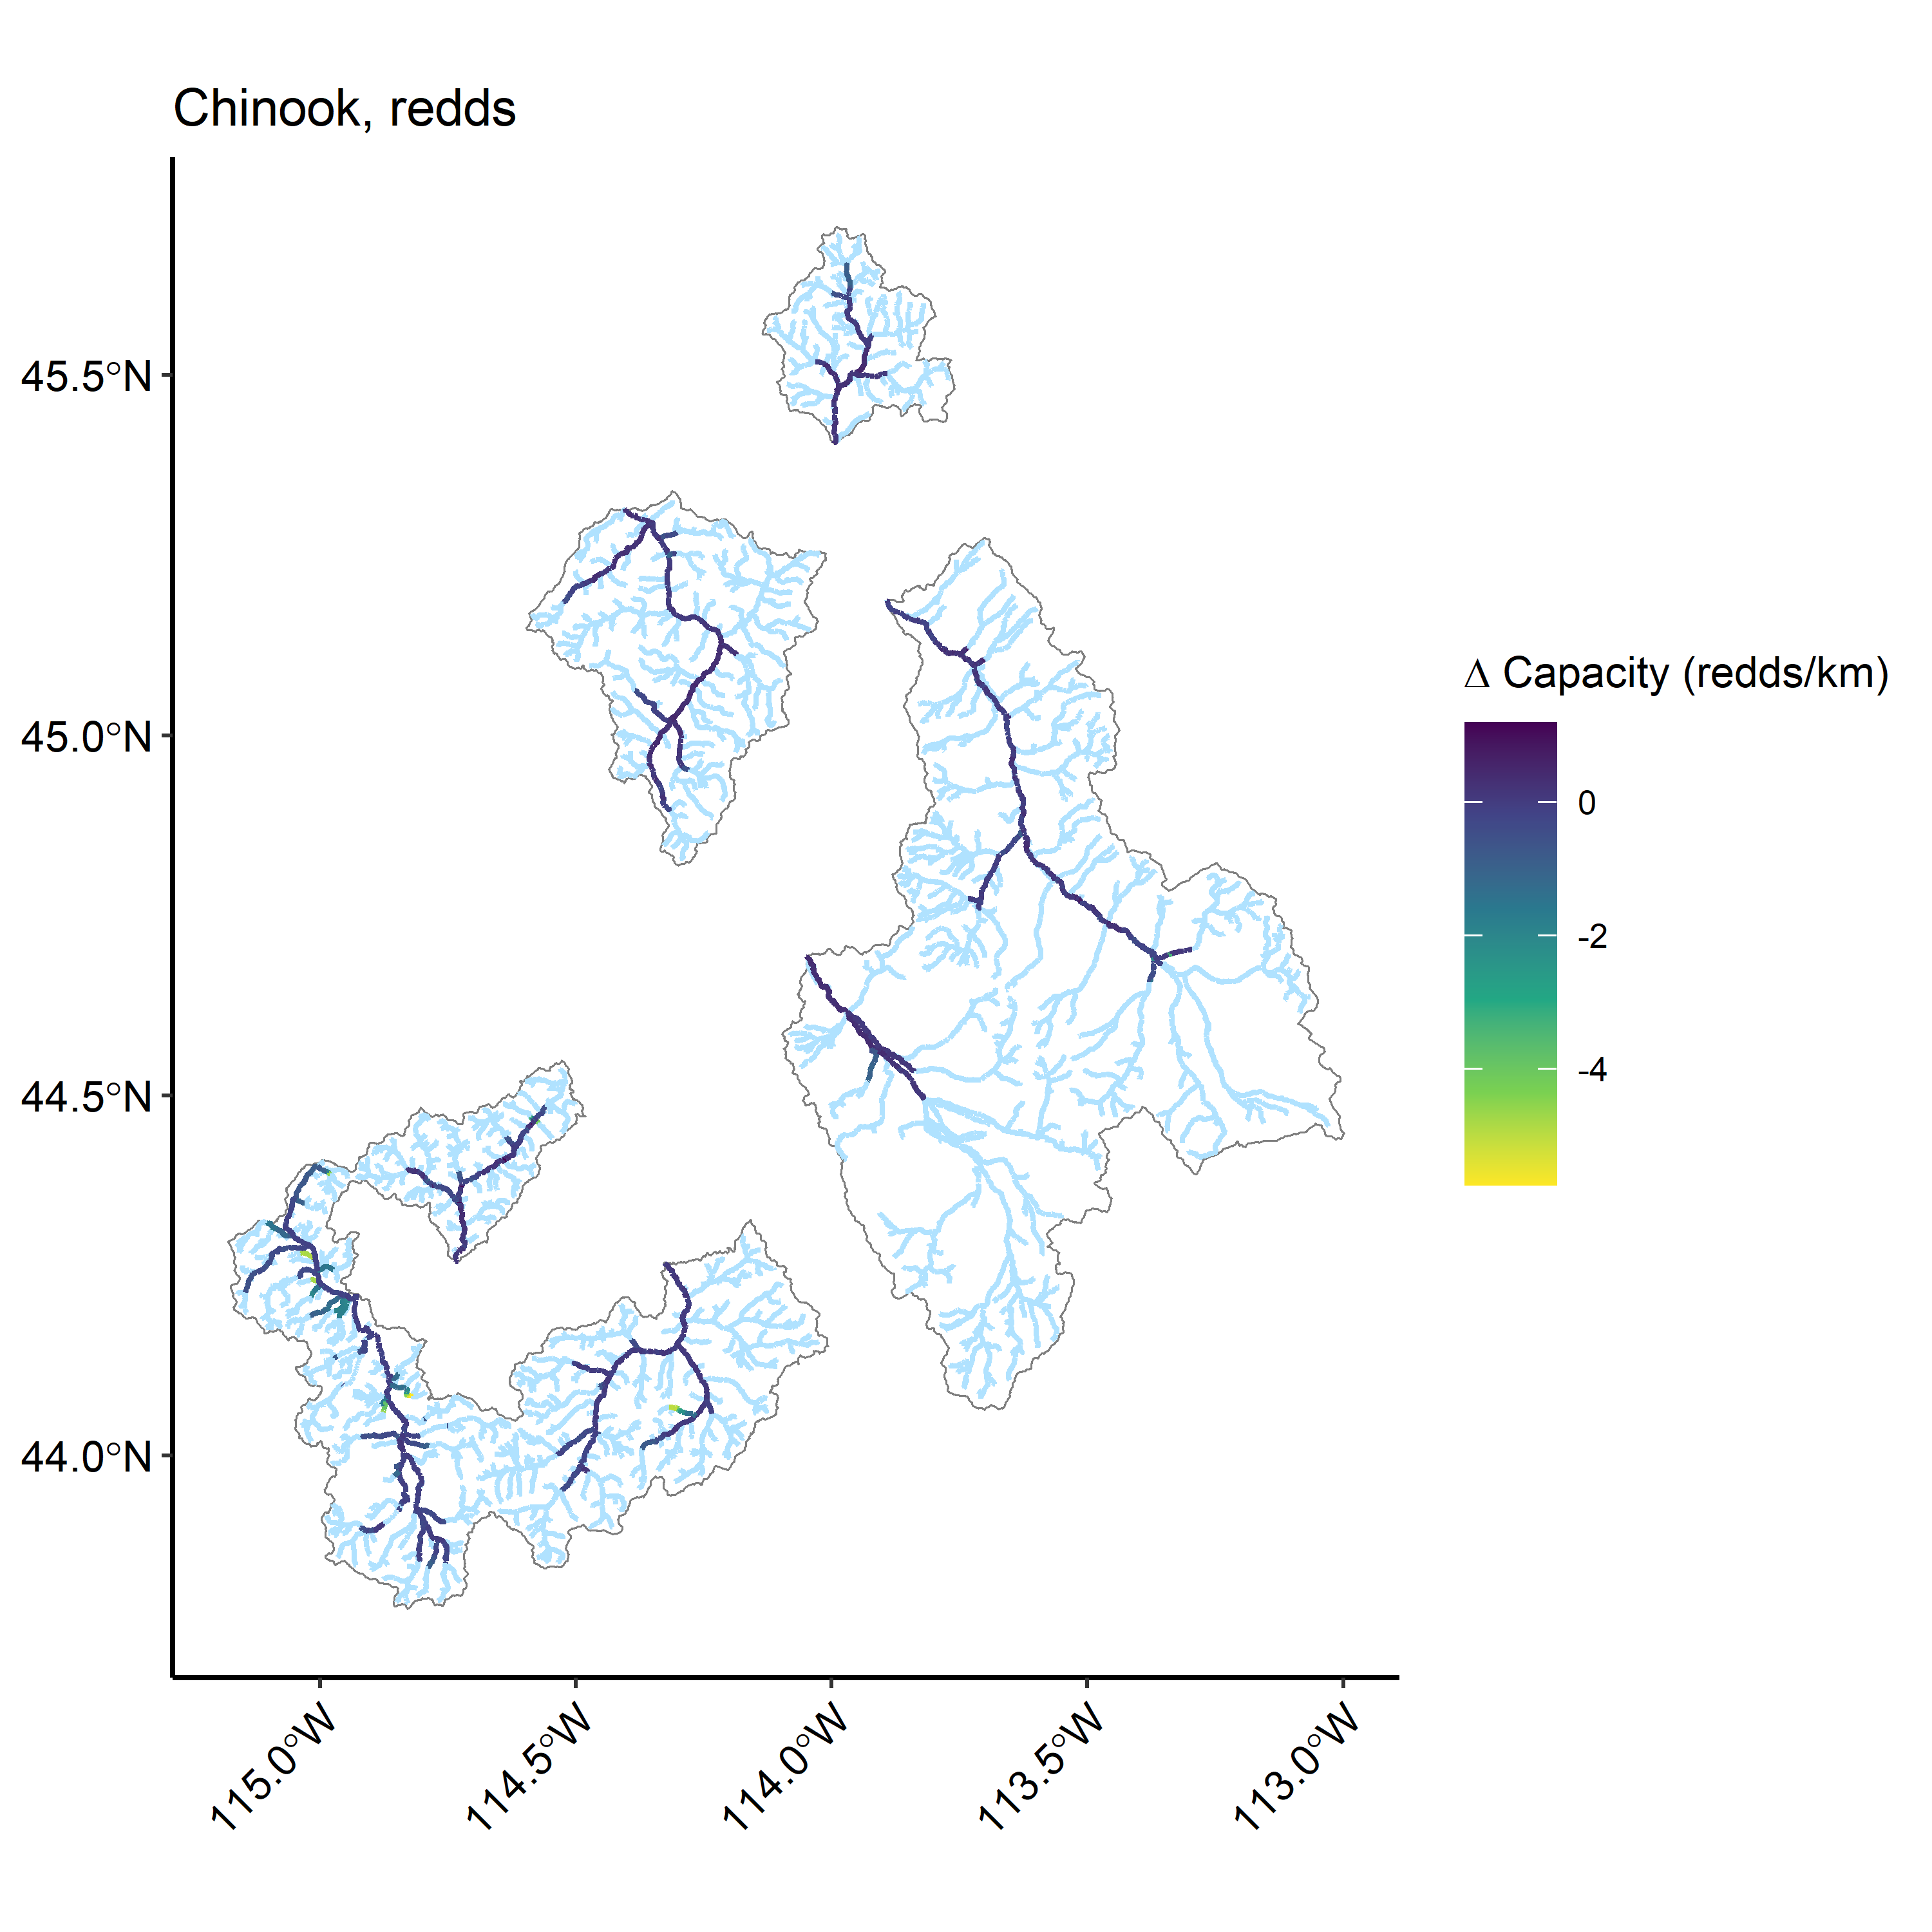 Chinook, redds
45.5°N
45.0°N
44.5°N
44.0°N
115.0°W
114.5°W
114.0°W
113.5°W
113.0°W
Δ Capacity (redds/km)
0
-2
-4